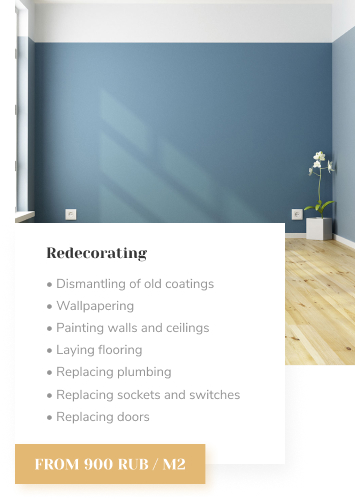 Redecorating
• Dismantling of old coatings
• Wallpapering
• Painting walls and ceilings
• Laying flooring
• Replacing plumbing
• Replacing sockets and switches
• Replacing doors
FROM 900 RUB / M2